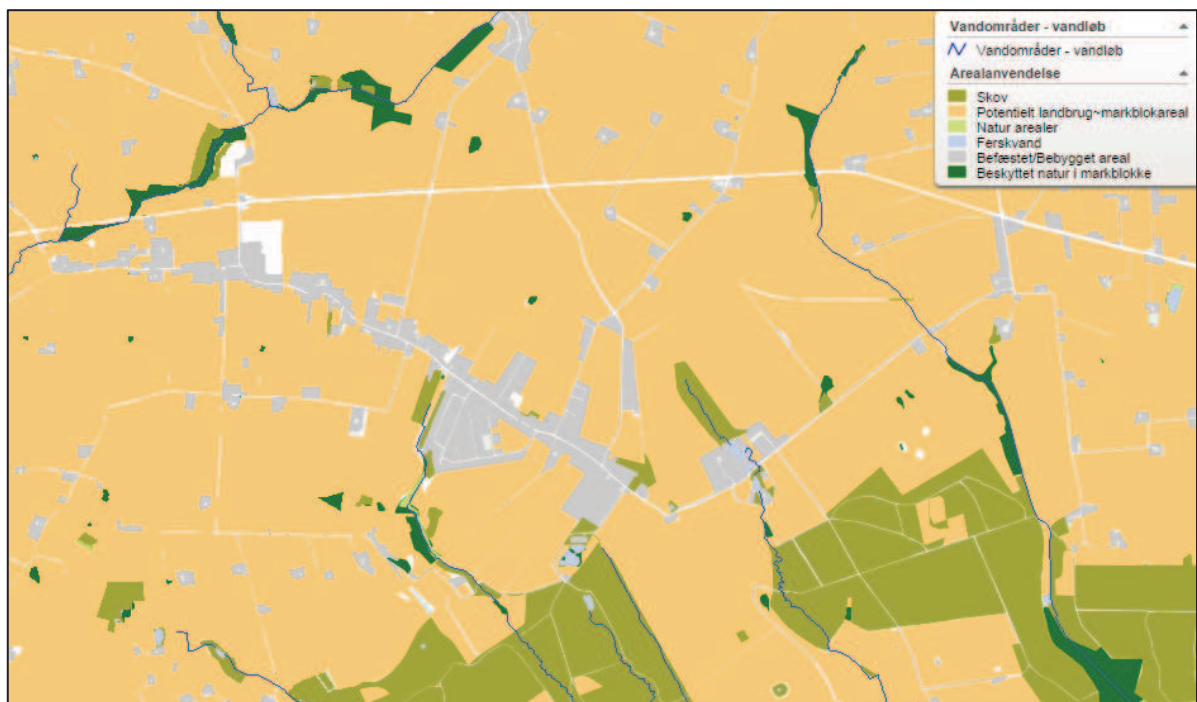 Vandområder - vandløb
Vandområder - vandløb
Arealanvendelse
Skov
Potentielt landbrug~markblokareal
Natur arealer
Ferskvand
Befæstet/Bebygget areal
Beskyttet natur i markblokke